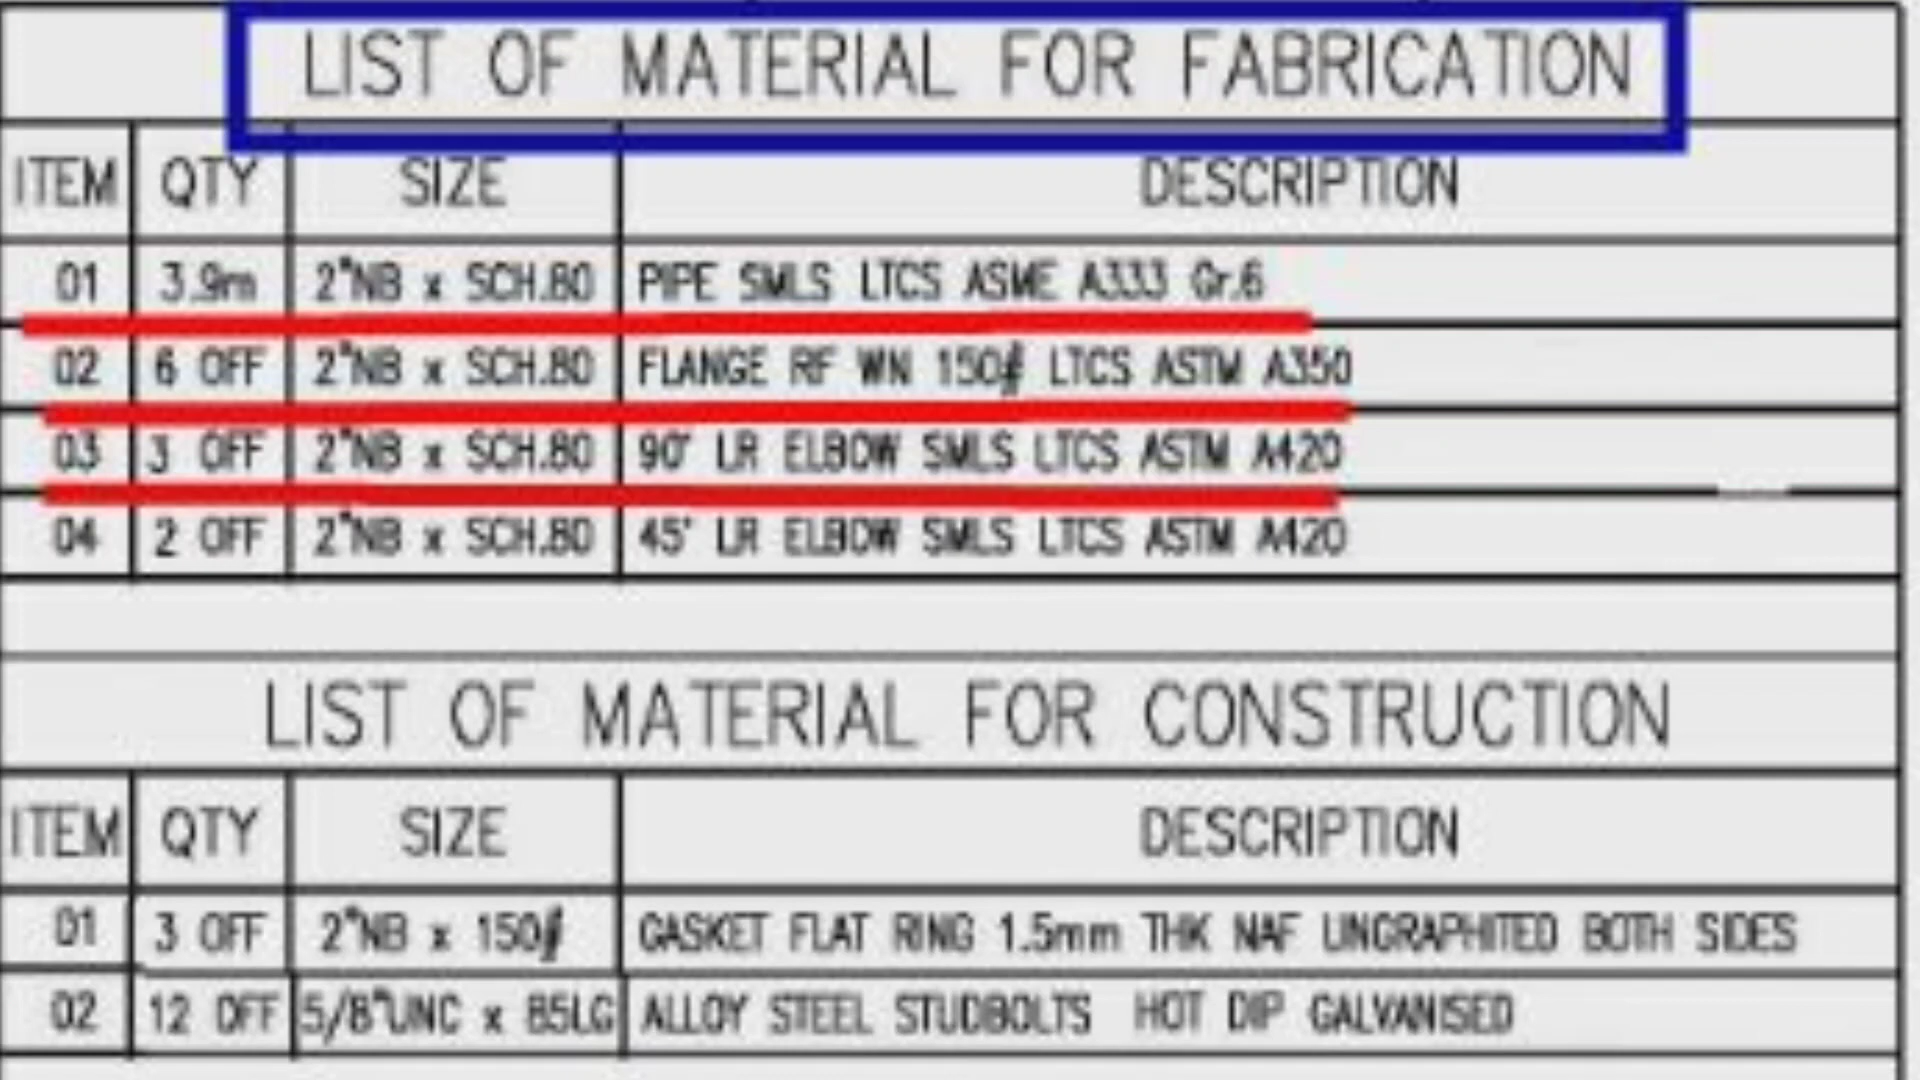 LIST OF MATERIAL FOR FABRICATION
ITEM QTY SIZE DESCRIPTION
01 3.9m 2"NB x SCH.80 PIPE SMLS LTCS ASME A333 Gr.6
02 6 OFF 2"NB x SCH.80 FLANGE RF WN 150# LTCS ASTM A350
03 3 OFF 2"NB x SCH.80 90° LR ELBOW SMLS LTCS ASTM A420
04 2 OFF 2"NB x SCH.80 45° LR ELBOW SMLS LTCS ASTM A420
LIST OF MATERIAL FOR CONSTRUCTION
ITEM QTY SIZE DESCRIPTION
01 3 OFF 2"NB x 150# GASKET FLAT RING 1.5mm THK NAF UNGRAPHITED BOTH SIDES
02 12 OFF 5/8"UNC x 85LG ALLOY STEEL STUDBOLTS HOT DIP GALVANISED